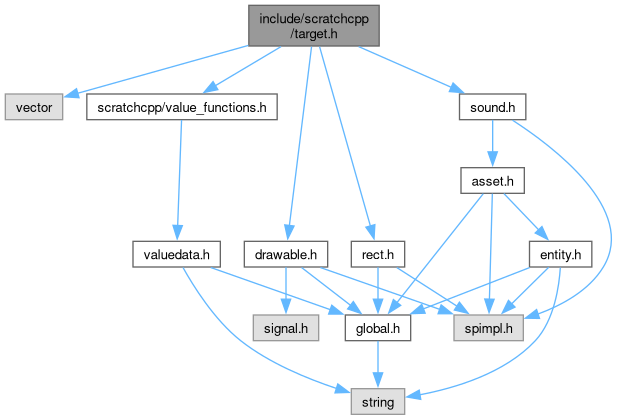 include/scratchcpp
/target.h
vector
scratchcpp/value_functions.h
sound.h
asset.h
valuedata.h
drawable.h
rect.h
entity.h
signal.h
global.h
spimpl.h
string